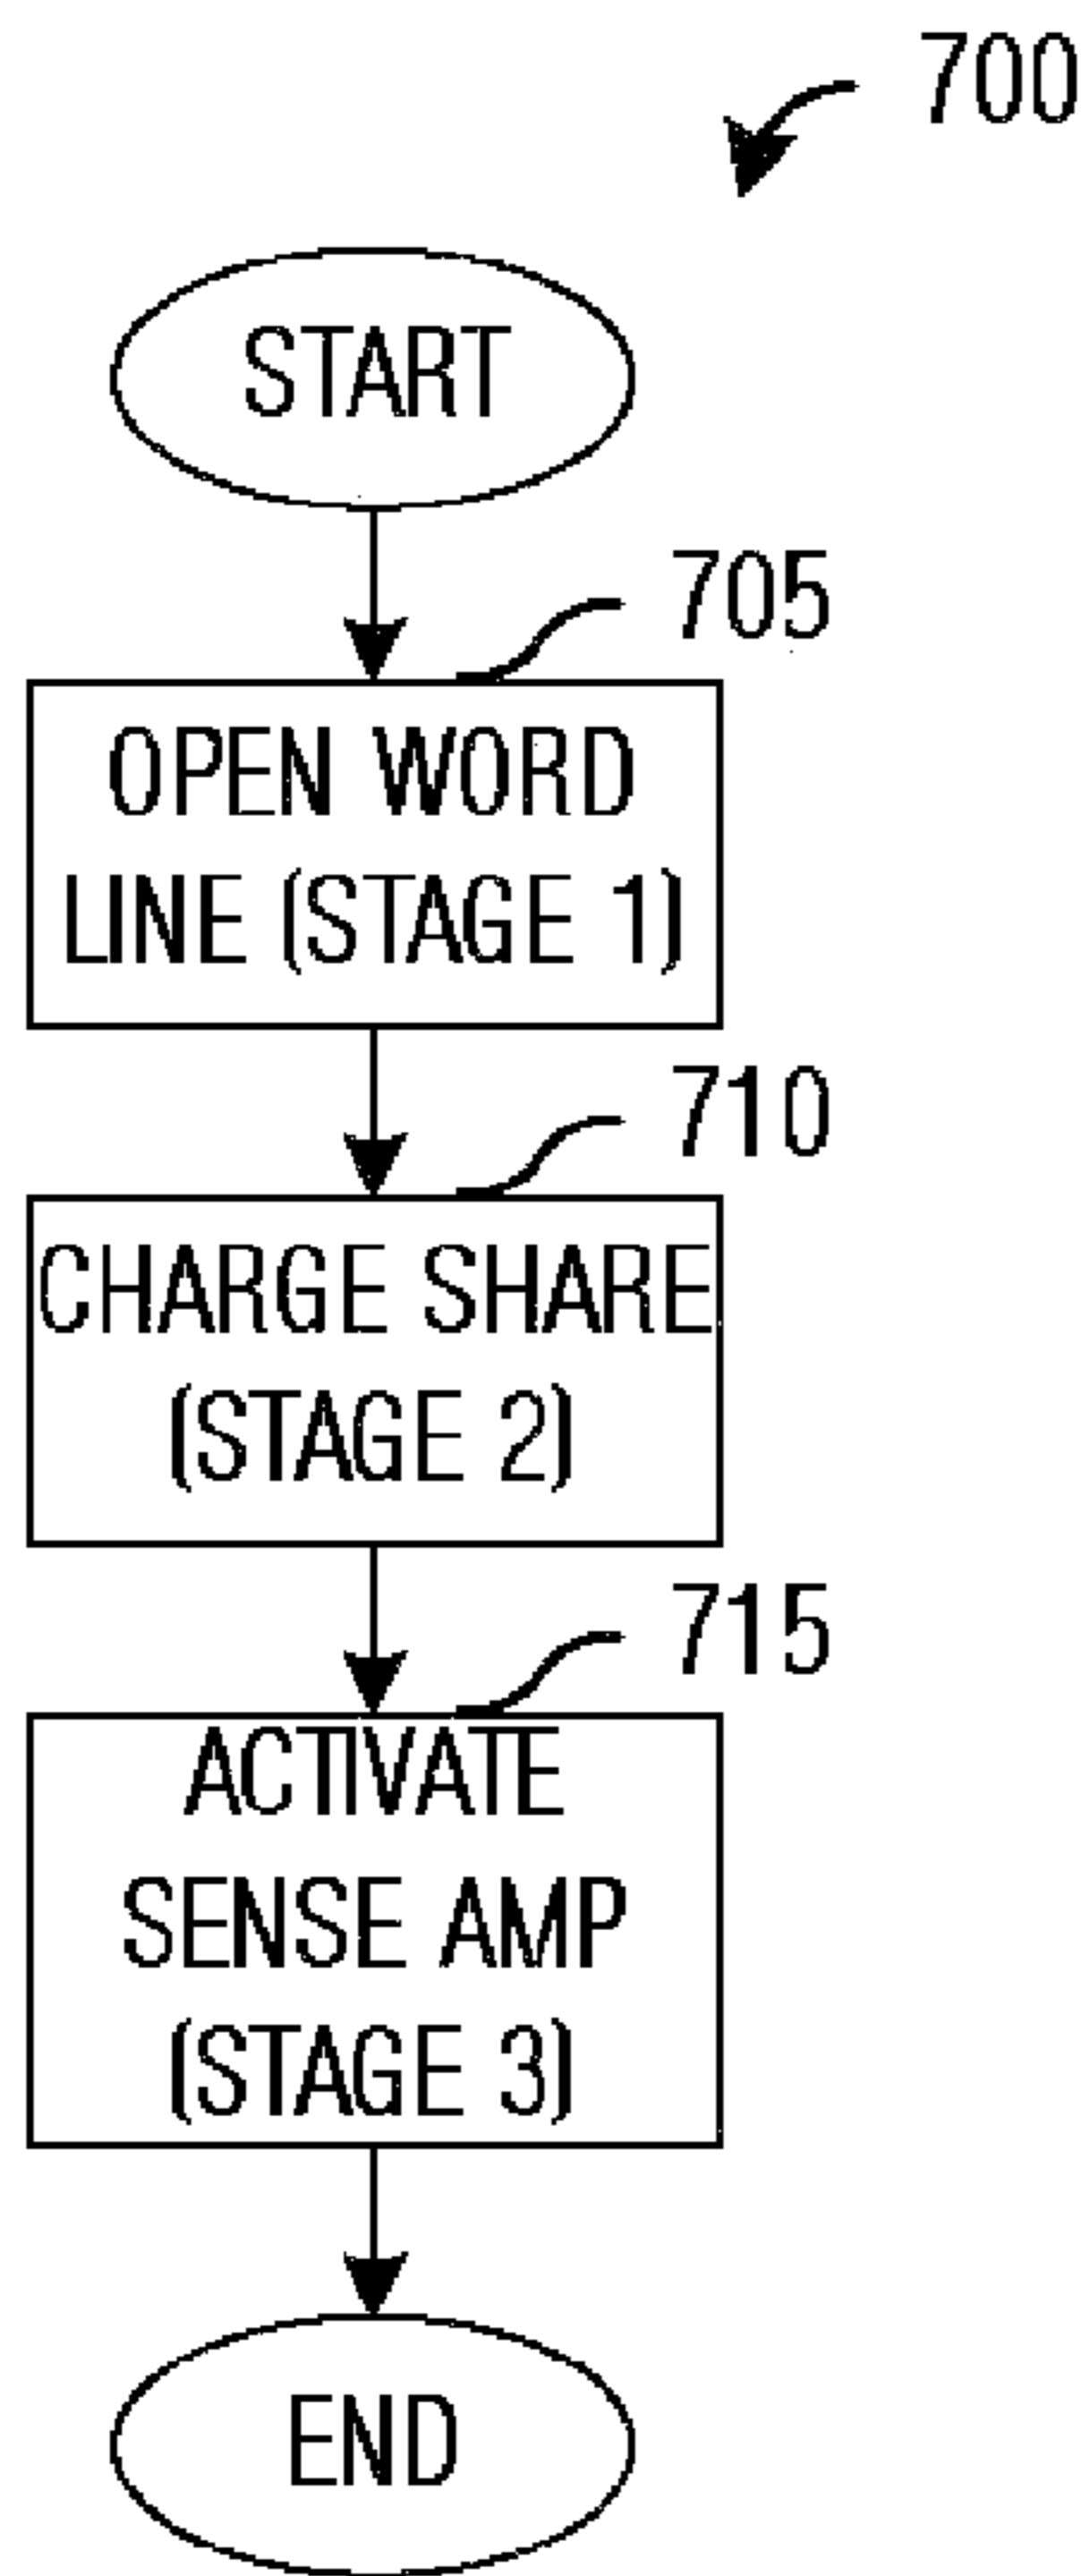 700
START
705
OPEN WORD
LINE (STAGE 1)
710
CHARGE SHARE
(STAGE 2)
715
ACTIVATE
SENSE AMP
(STAGE 3)
END